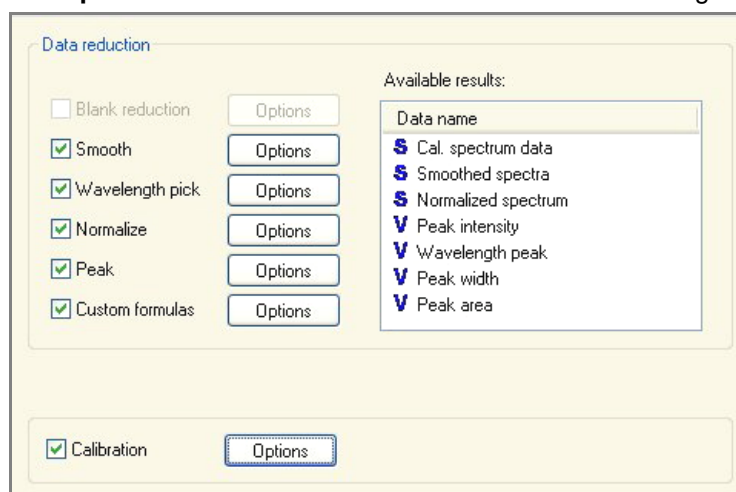 Data reduction
Available results:
Blank reduction Options
Data name
Smooth Options
S Cal. spectrum data
S Smoothed spectra
Wavelength pick Options
S Normalized spectrum
Normalize Options
V Peak intensity
V Wavelength peak
Peak Options
V Peak width
Custom formulas Options
V Peak area
Calibration Options